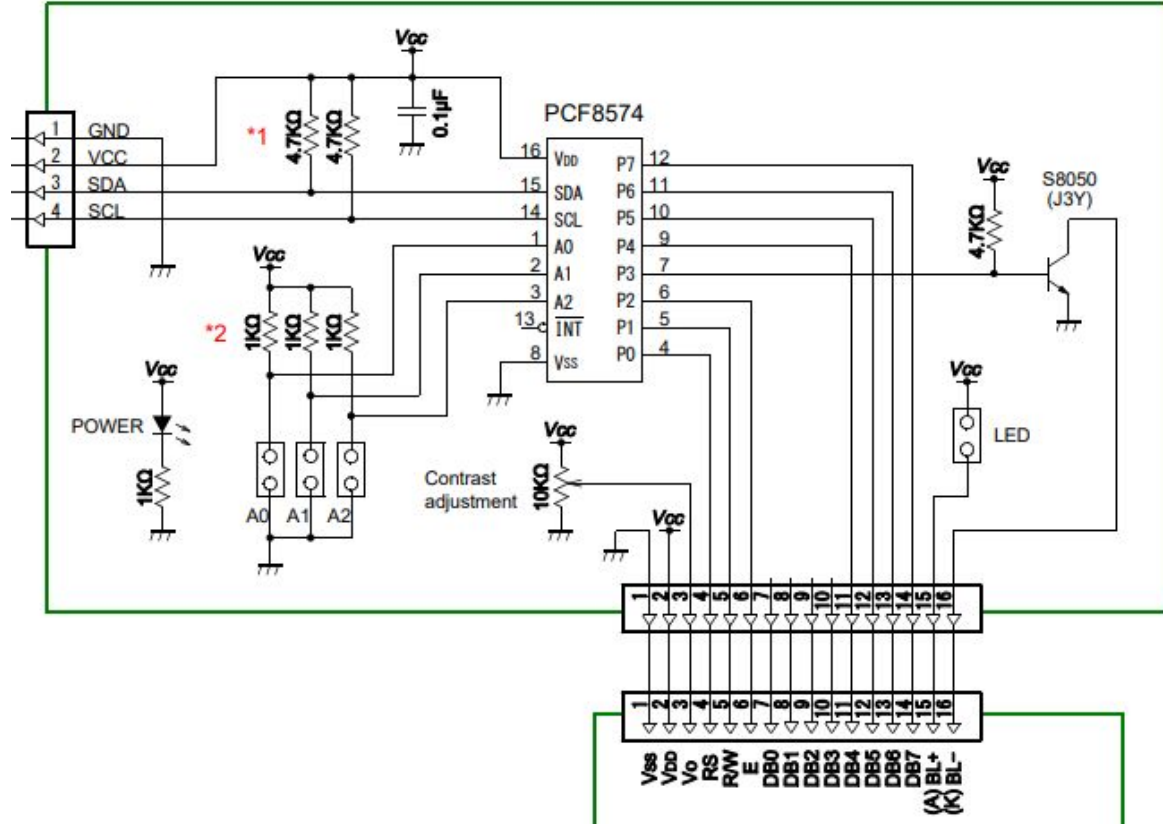 Vcc
PCF8574
*1
4.7KΩ
4.7KΩ
0.1μF
1 GND
2 VCC
3 SDA
4 SCL
16 VDD
15 SDA
14 SCL
1 A0
2 A1
3 A2
13 INT
8 Vss
P7 12
P6 11
P5 10
P4 9
P3 7
P2 6
P1 5
P0 4
Vcc
4.7KΩ
S8050
(J3Y)
Vcc
*2
1KΩ
1KΩ
1KΩ
A0
A1
A2
Vcc
POWER
1KΩ
Vcc
Contrast
adjustment
10KΩ
Vcc
Vcc
LED
1 2 3 4 5 6 7 8 9 10 11 12 13 14 15 16
1 2 3 4 5 6 7 8 9 10 11 12 13 14 15 16
Vss
VDD
Vo
RS
R/W
E
DB0
DB1
DB2
DB3
DB4
DB5
DB6
DB7
(A) BL+
(K) BL-